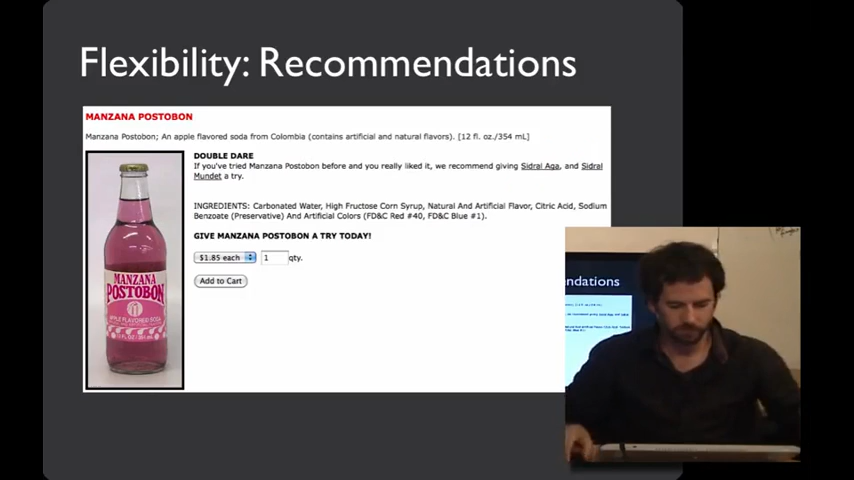 Flexibility: Recommendations
MANZANA POSTOBON
Manzana Postobon; An apple flavored soda from Colombia (contains artificial and natural flavors). [12 fl. oz./354 mL]
DOUBLE DARE
If you've tried Manzana Postobon before and you really liked it, we recommend giving Sidral Aga, and Sidral
Mundet a try.
INGREDIENTS: Carbonated Water, High Fructose Corn Syrup, Natural And Artificial Flavor, Citric Acid, Sodium
Benzoate (Preservative) And Artificial Colors (FD&C Red #40, FD&C Blue #1).
GIVE MANZANA POSTOBON A TRY TODAY!
$1.85 each 1 qty.
Add to Cart
MANZANA
POSTOBON
APPLE FLAVORED SODA
ndations